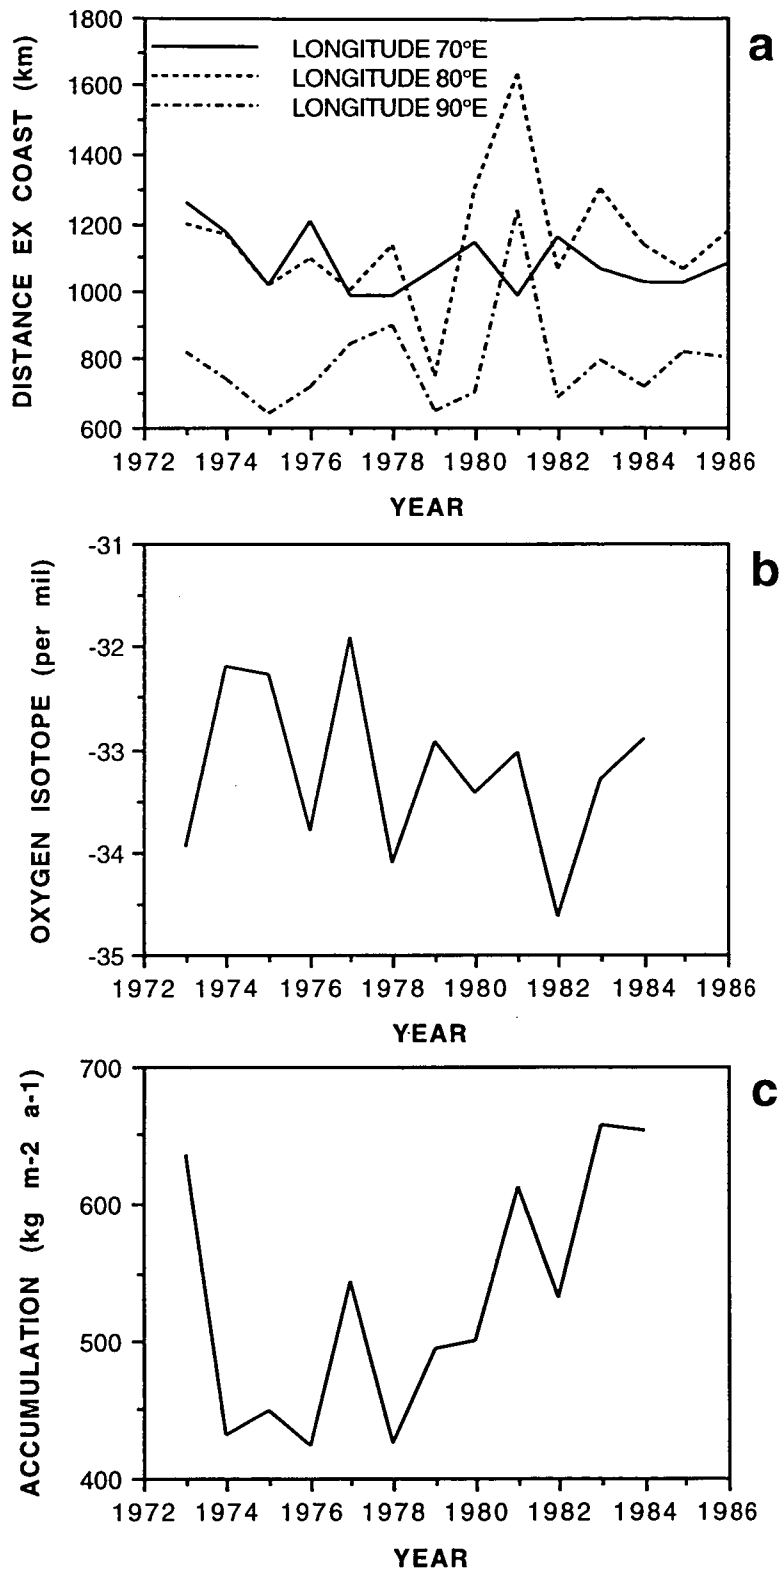 a
DISTANCE EX COAST (km)
1800
1600
1400
1200
1000
800
600
LONGITUDE 70°E
LONGITUDE 80°E
LONGITUDE 90°E
1972 1974 1976 1978 1980 1982 1984 1986
YEAR
b
OXYGEN ISOTOPE (per mil)
-31
-32
-33
-34
-35
1972 1974 1976 1978 1980 1982 1984 1986
YEAR
c
ACCUMULATION (kg m-2 a-1)
700
600
500
400
1972 1974 1976 1978 1980 1982 1984 1986
YEAR